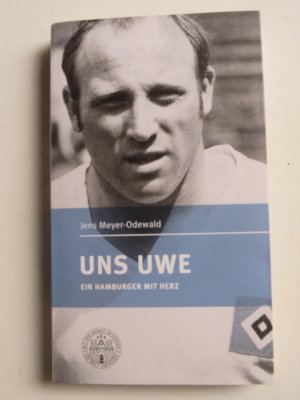 Jens Meyer-Odewald
UNS UWE
EIN HAMBURGER MIT HERZ